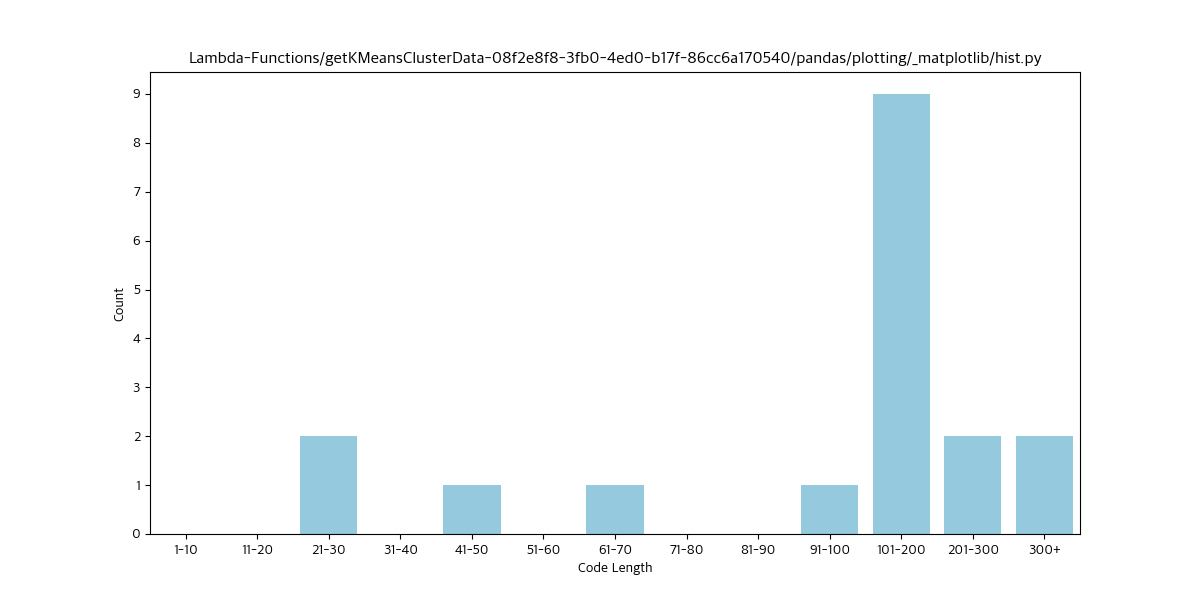 Lambda-Functions/getKMeansClusterData-08f2e8f8-3fb0-4ed0-b17f-86cc6a170540/pandas/plotting/_matplotlib/hist.py
9
8
7
6
5
4
3
2
1
0
Count
1-10 11-20 21-30 31-40 41-50 51-60 61-70 71-80 81-90 91-100 101-200 201-300 300+
Code Length